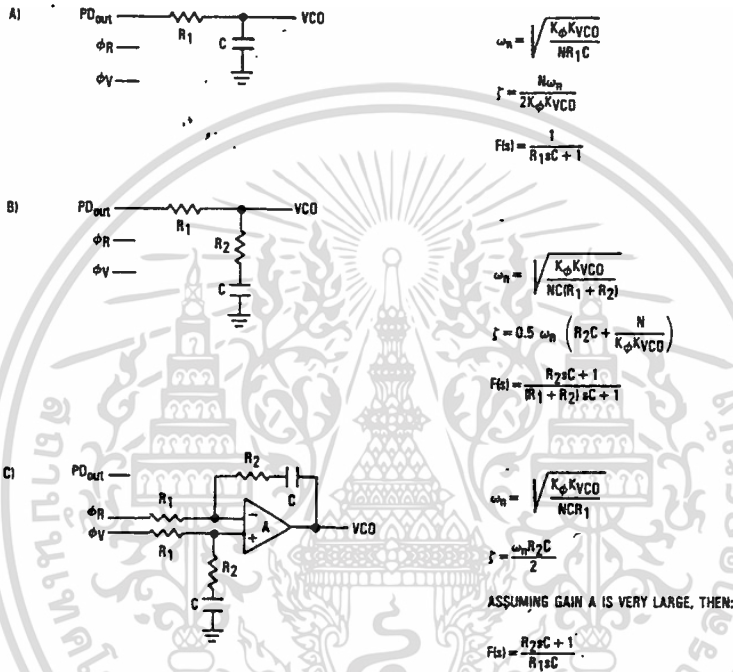 A) PDout R1 VCO
C
φR
φV
ωn = √(KφKVCO / NR1C)
ζ = Nωn / 2KφKVCO
F(s) = 1 / R1sC + 1
B) PDout R1 VCO
φR
R2
φV
C
ωn = √(KφKVCO / NC(R1 + R2))
ζ = 0.5 ωn (R2C + N / KφKVCO)
F(s) = R2sC + 1 / (R1 + R2) sC + 1
C) PDout
R2
C
φR R1
φV R1
− A + VCO
R2
C
ωn = √(KφKVCO / NCR1)
ζ = ωnR2C / 2
ASSUMING GAIN A IS VERY LARGE, THEN:
F(s) = R2sC + 1 / R1sC